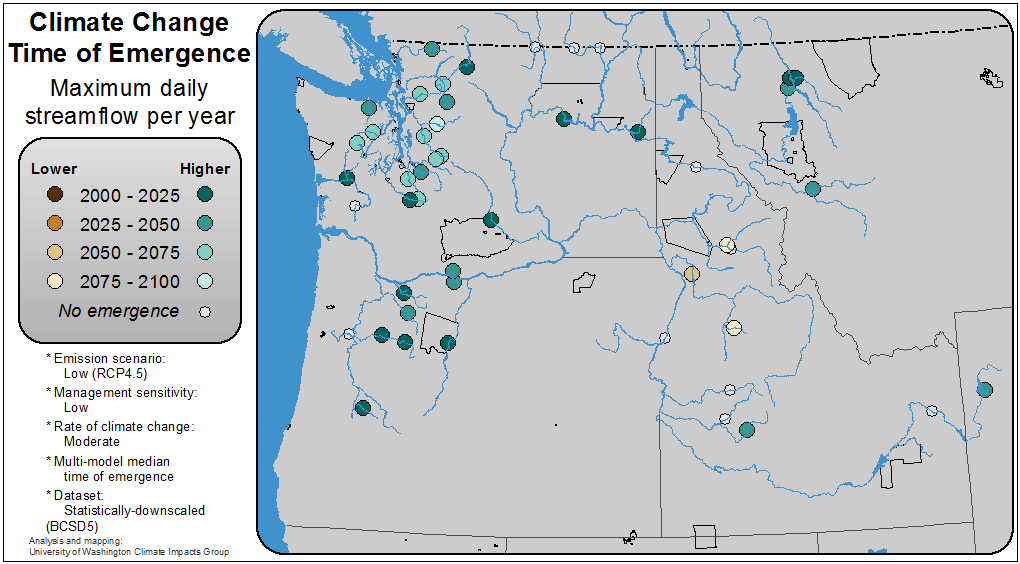 Climate Change
Time of Emergence
Maximum daily
streamflow per year
Lower Higher
2000 - 2025
2025 - 2050
2050 - 2075
2075 - 2100
No emergence
* Emission scenario:
Low (RCP4.5)
* Management sensitivity:
Low
* Rate of climate change:
Moderate
* Multi-model median
time of emergence
* Dataset:
Statistically-downscaled
(BCSD5)
Analysis and mapping:
University of Washington Climate Impacts Group